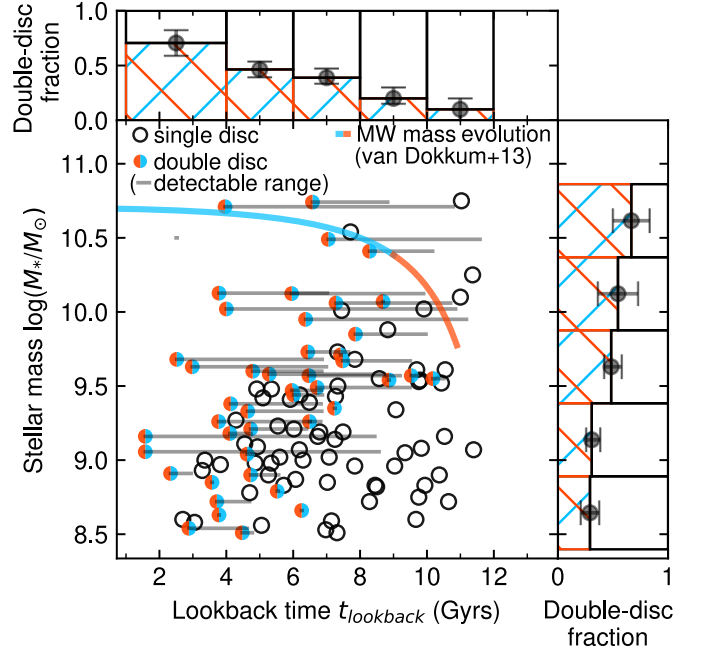 Double-disc
fraction
1.0
0.5
0.0
single disc
double disc
(━ detectable range)
MW mass evolution
(van Dokkum+13)
Stellar mass log(M*/M⊙)
11.0
10.5
10.0
9.5
9.0
8.5
2 4 6 8 10 12
Lookback time t_lookback (Gyrs)
0 1
Double-disc
fraction